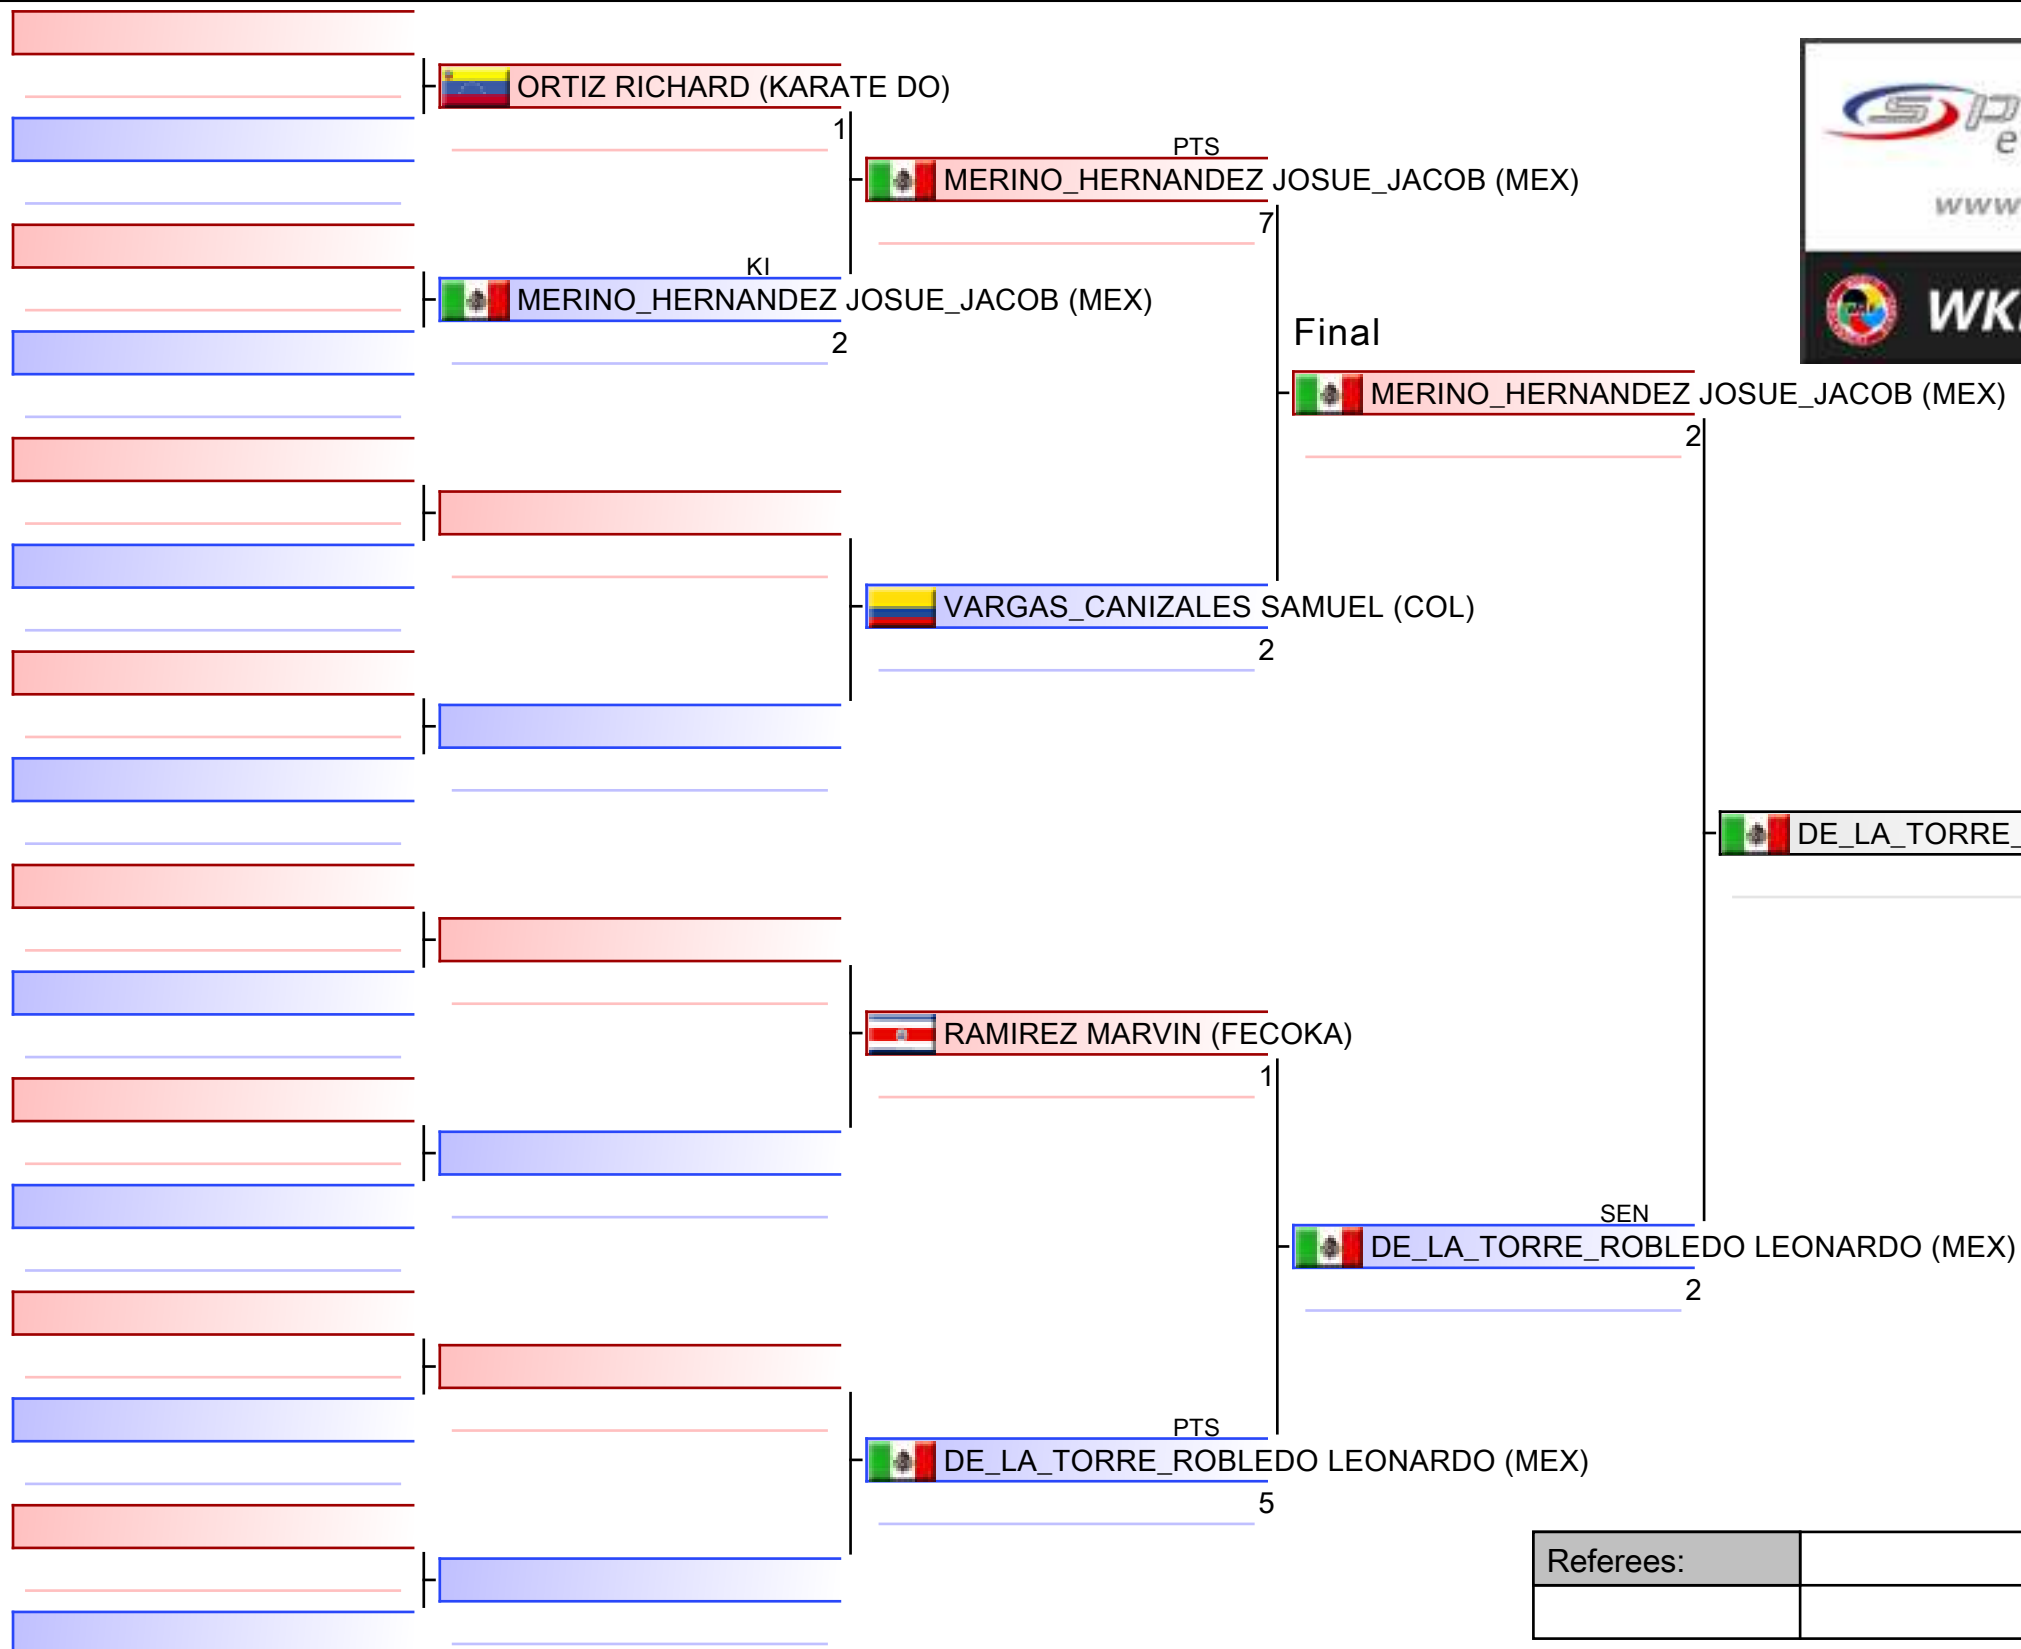 ORTIZ RICHARD (KARATE DO)
1
PTS
MERINO_HERNANDEZ JOSUE_JACOB (MEX)
7
www
KI
MERINO_HERNANDEZ JOSUE_JACOB (MEX)
2
Final
WK
MERINO_HERNANDEZ JOSUE_JACOB (MEX)
2
VARGAS_CANIZALES SAMUEL (COL)
2
DE_LA_TORRE_
RAMIREZ MARVIN (FECOKA)
1
SEN
DE_LA_TORRE_ROBLEDO LEONARDO (MEX)
2
PTS
DE_LA_TORRE_ROBLEDO LEONARDO (MEX)
5
Referees: